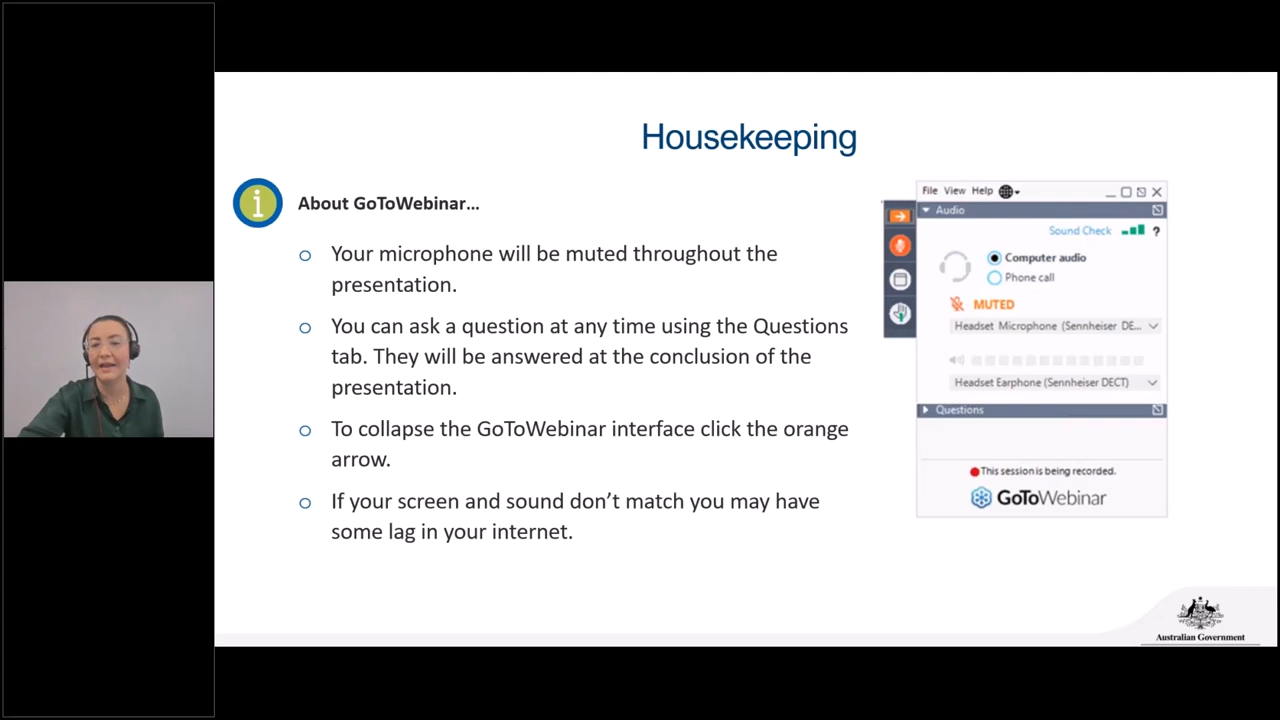 Housekeeping
i
About GoToWebinar...
o Your microphone will be muted throughout the
presentation.
o You can ask a question at any time using the Questions
tab. They will be answered at the conclusion of the
presentation.
o To collapse the GoToWebinar interface click the orange
arrow.
o If your screen and sound don’t match you may have
some lag in your internet.
File View Help
Audio
Sound Check ?
Computer audio
Phone call
MUTED
Headset Microphone (Sennheiser DE...
Headset Earphone (Sennheiser DECT)
Questions
This session is being recorded.
GoToWebinar
Australian Government